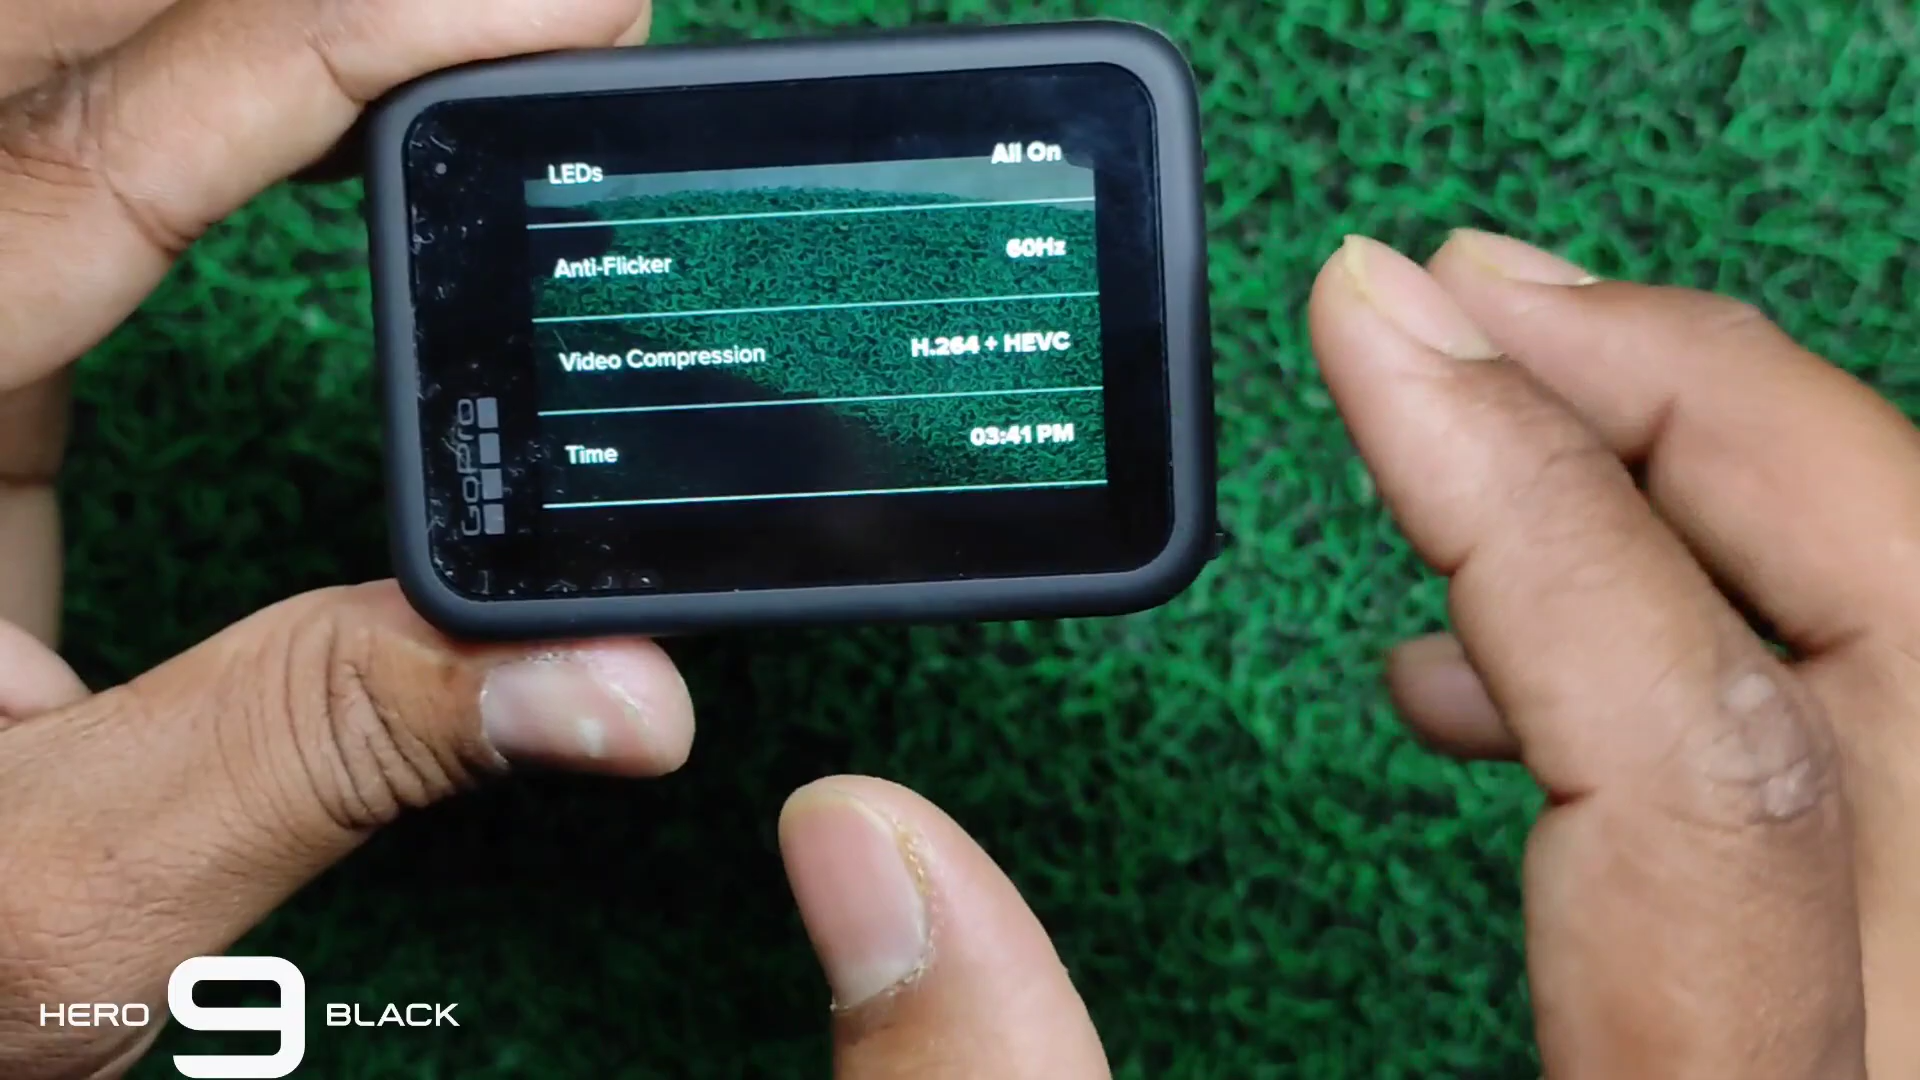 LEDs All On
Anti-Flicker 60Hz
Video Compression H.264 + HEVC
Time 03:41 PM
GoPro
HERO 9 BLACK